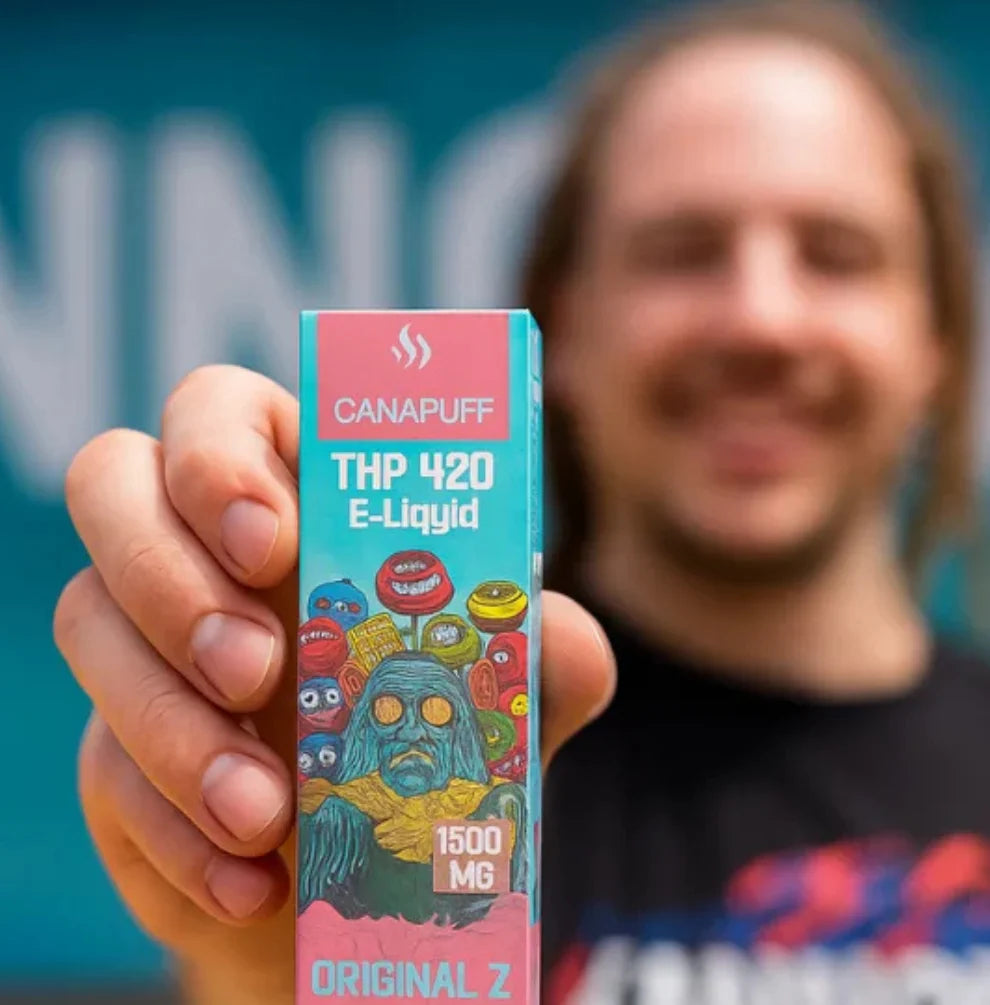 CANAPUFF
THP 420
E-Liqyid
1500
MG
ORIGINAL Z